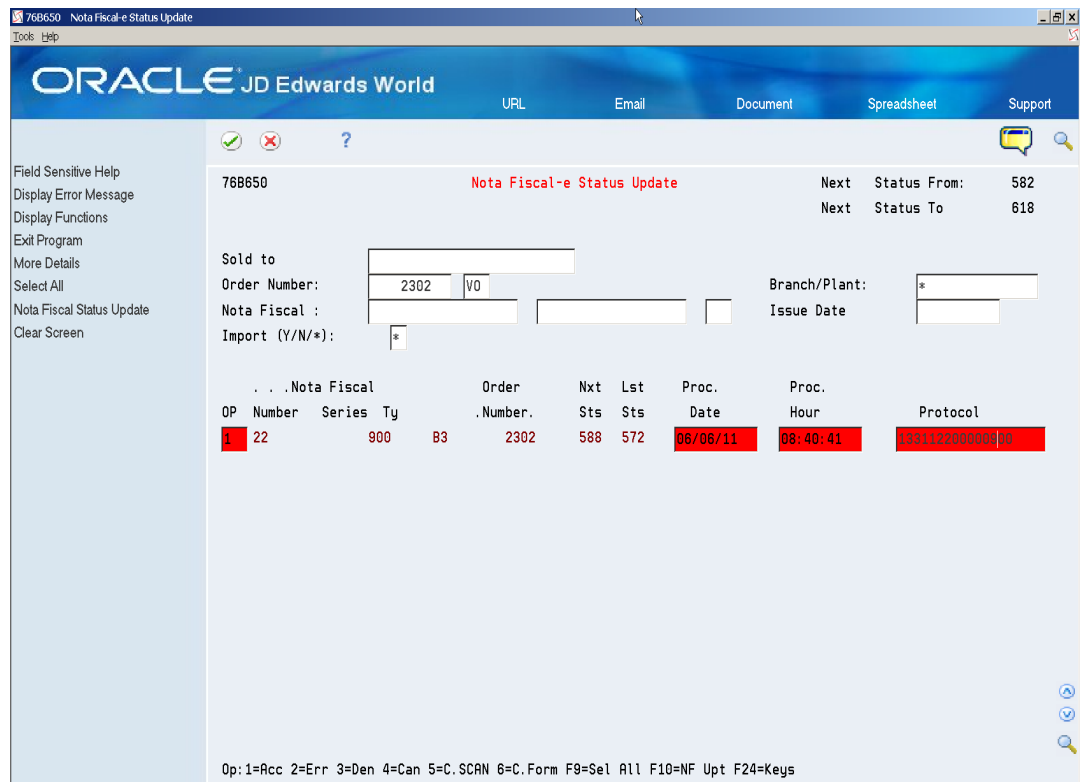 76B650 Nota Fiscal-e Status Update
Tools Help
ORACLE JD Edwards World
URL Email Document Spreadsheet Support
?
Field Sensitive Help
Display Error Message
Display Functions
Exit Program
More Details
Select All
Nota Fiscal Status Update
Clear Screen
76B650 Nota Fiscal-e Status Update Next Status From: 582
Next Status To 618
Sold to
Order Number: 2302 VO Branch/Plant: *
Nota Fiscal : Issue Date
Import (Y/N/*): *
. . .Nota Fiscal Order Nxt Lst Proc. Proc.
OP Number Series Ty .Number. Sts Sts Date Hour Protocol
1 22 900 B3 2302 588 572 06/06/11 08:40:41
Op:1=Acc 2=Err 3=Den 4=Can 5=C.SCAN 6=C.Form F9=Sel All F10=NF Upt F24=Keys